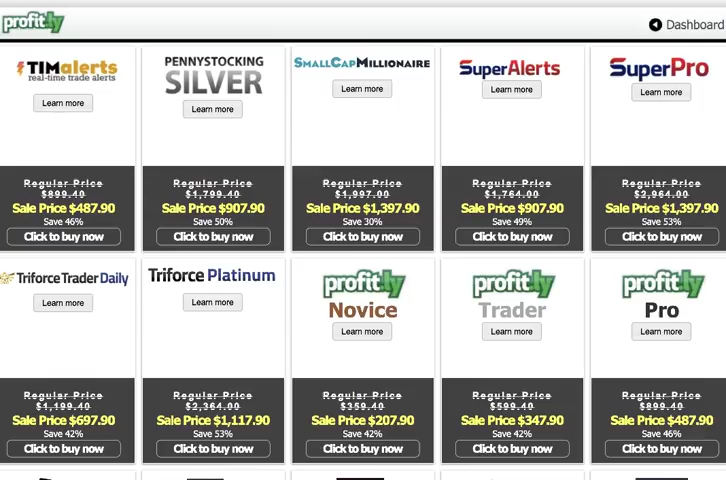 profit.ly
Dashboard
TIMalerts
real-time trade alerts
Learn more
Regular Price
$899.40
Sale Price $487.90
Save 46%
Click to buy now
PENNYSTOCKING
SILVER
Learn more
Regular Price
$1,799.40
Sale Price $907.90
Save 50%
Click to buy now
SMALLCAPMILLIONAIRE
Learn more
Regular Price
$1,997.00
Sale Price $1,397.90
Save 30%
Click to buy now
SuperAlerts
Learn more
Regular Price
$1,764.00
Sale Price $907.90
Save 49%
Click to buy now
SuperPro
Learn more
Regular Price
$2,964.00
Sale Price $1,397.90
Save 53%
Click to buy now
Triforce Trader Daily
Learn more
Regular Price
$1,199.40
Sale Price $697.90
Save 42%
Click to buy now
Triforce Platinum
Learn more
Regular Price
$2,364.00
Sale Price $1,117.90
Save 53%
Click to buy now
profit.ly
Novice
Learn more
Regular Price
$359.40
Sale Price $207.90
Save 42%
Click to buy now
profit.ly
Trader
Learn more
Regular Price
$599.40
Sale Price $347.90
Save 42%
Click to buy now
profit.ly
Pro
Learn more
Regular Price
$899.40
Sale Price $487.90
Save 46%
Click to buy now